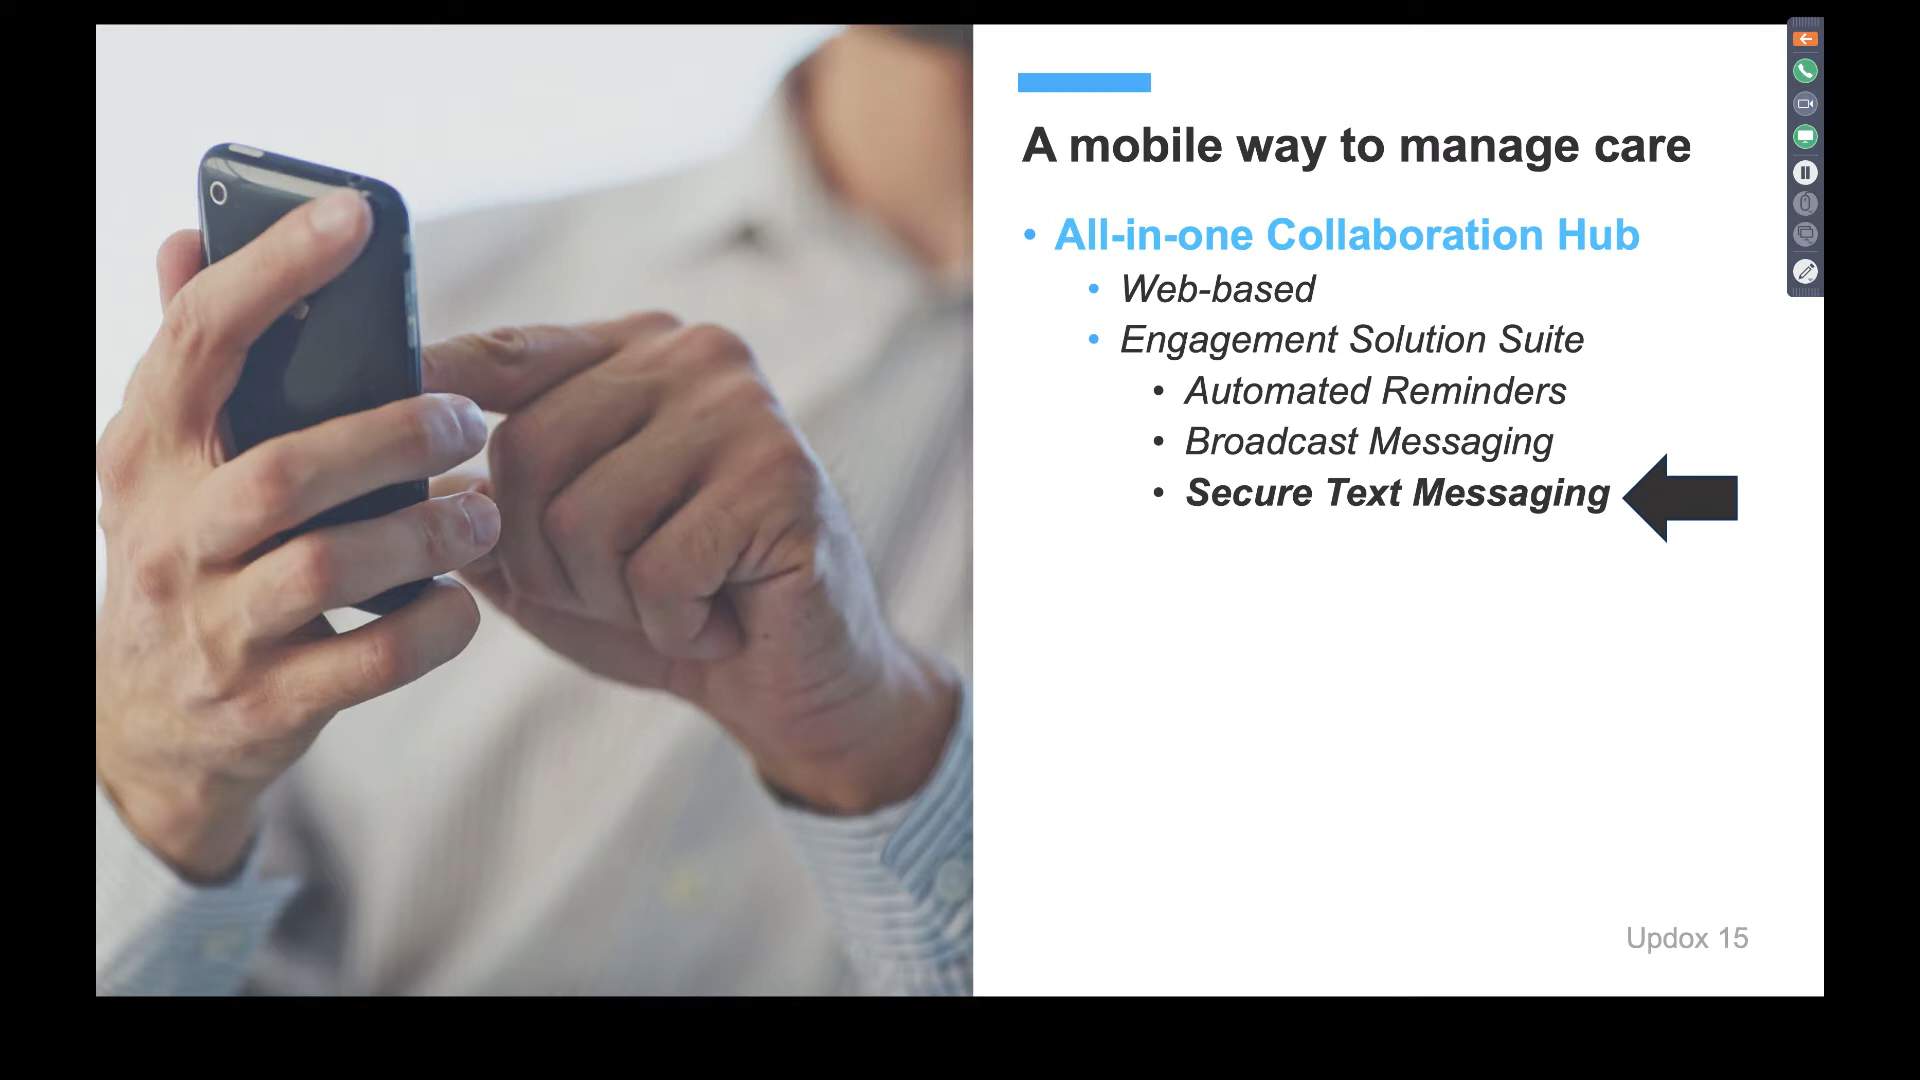 A mobile way to manage care
• All-in-one Collaboration Hub
• Web-based
• Engagement Solution Suite
• Automated Reminders
• Broadcast Messaging
• Secure Text Messaging
Updox 15